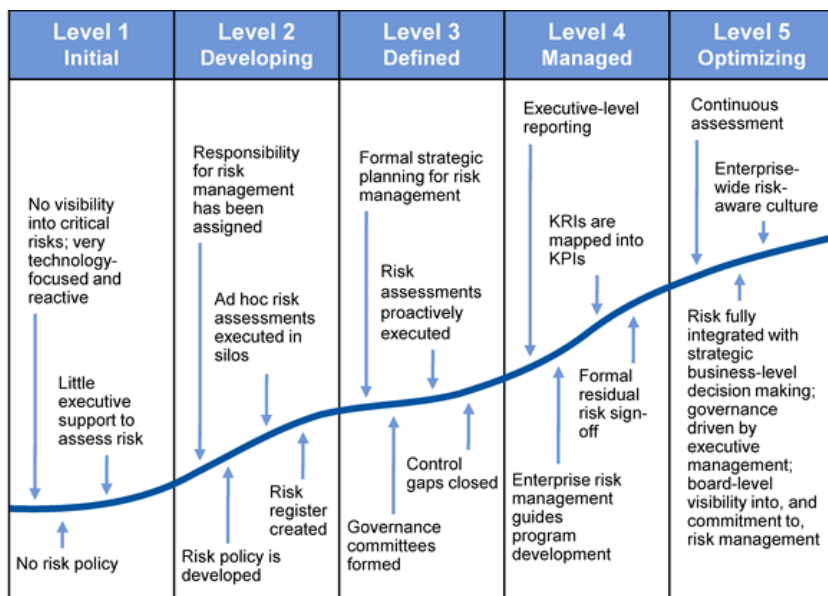 Level 1
Initial
Level 2
Developing
Level 3
Defined
Level 4
Managed
Level 5
Optimizing
No visibility
into critical
risks; very
technology-
focused and
reactive
Little
executive
support to
assess risk
No risk policy
Responsibility
for risk
management
has been
assigned
Ad hoc risk
assessments
executed in
silos
Risk
register
created
Risk policy is
developed
Formal strategic
planning for risk
management
Risk
assessments
proactively
executed
Control
gaps closed
Governance
committees
formed
Executive-level
reporting
KRIs are
mapped into
KPIs
Formal
residual
risk sign-
off
Enterprise risk
management
guides
program
development
Continuous
assessment
Enterprise-
wide risk-
aware culture
Risk fully
integrated with
strategic
business-level
decision making;
governance
driven by
executive
management;
board-level
visibility into, and
commitment to,
risk management